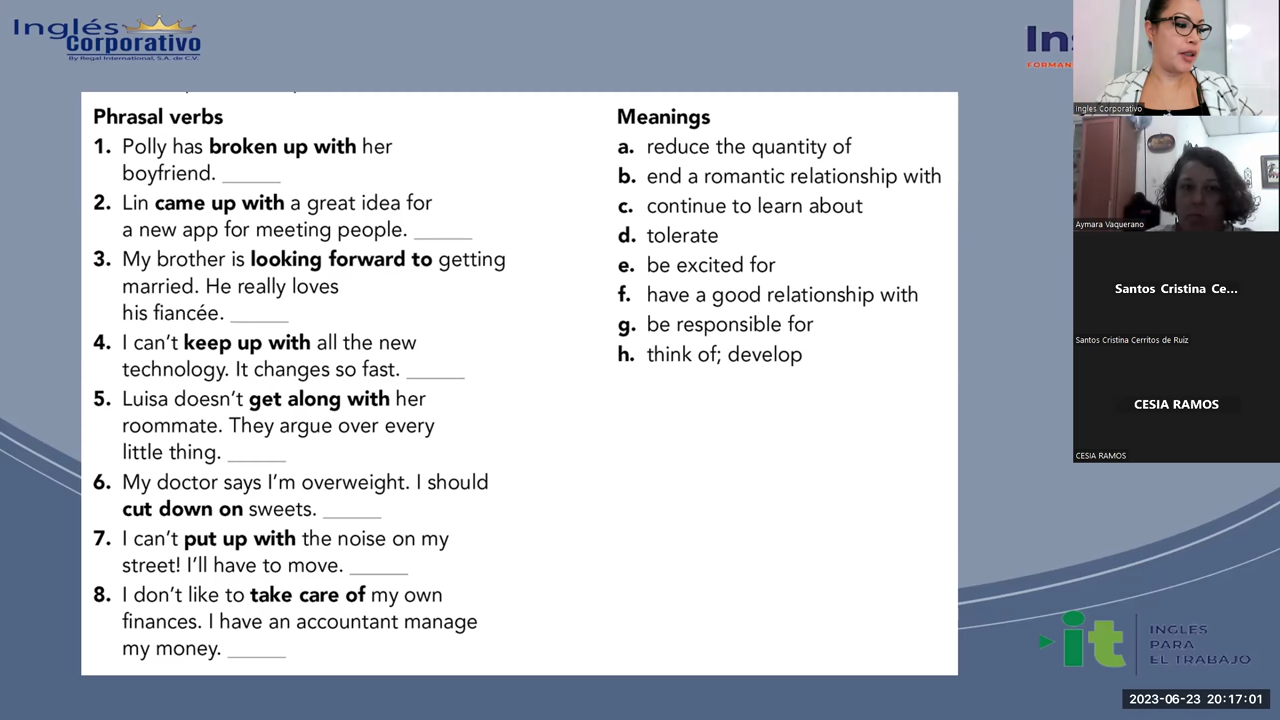 Inglés
Corporativo
By Regal International, S.A. de C.V.
In
FORMAN
Phrasal verbs
1. Polly has broken up with her
boyfriend. ______
2. Lin came up with a great idea for
a new app for meeting people. ______
3. My brother is looking forward to getting
married. He really loves
his fiancée. ______
4. I can't keep up with all the new
technology. It changes so fast. ______
5. Luisa doesn't get along with her
roommate. They argue over every
little thing. ______
6. My doctor says I'm overweight. I should
cut down on sweets. ______
7. I can't put up with the noise on my
street! I'll have to move. ______
8. I don't like to take care of my own
finances. I have an accountant manage
my money. ______
Meanings
a. reduce the quantity of
b. end a romantic relationship with
c. continue to learn about
d. tolerate
e. be excited for
f. have a good relationship with
g. be responsible for
h. think of; develop
Ingles Corporativo
Aymara Vaquerano
Santos Cristina Ce...
Santos Cristina Cerritos de Ruiz
CESIA RAMOS
CESIA RAMOS
it
INGLES
PARA
EL TRABAJO
2023-06-23 20:17:01